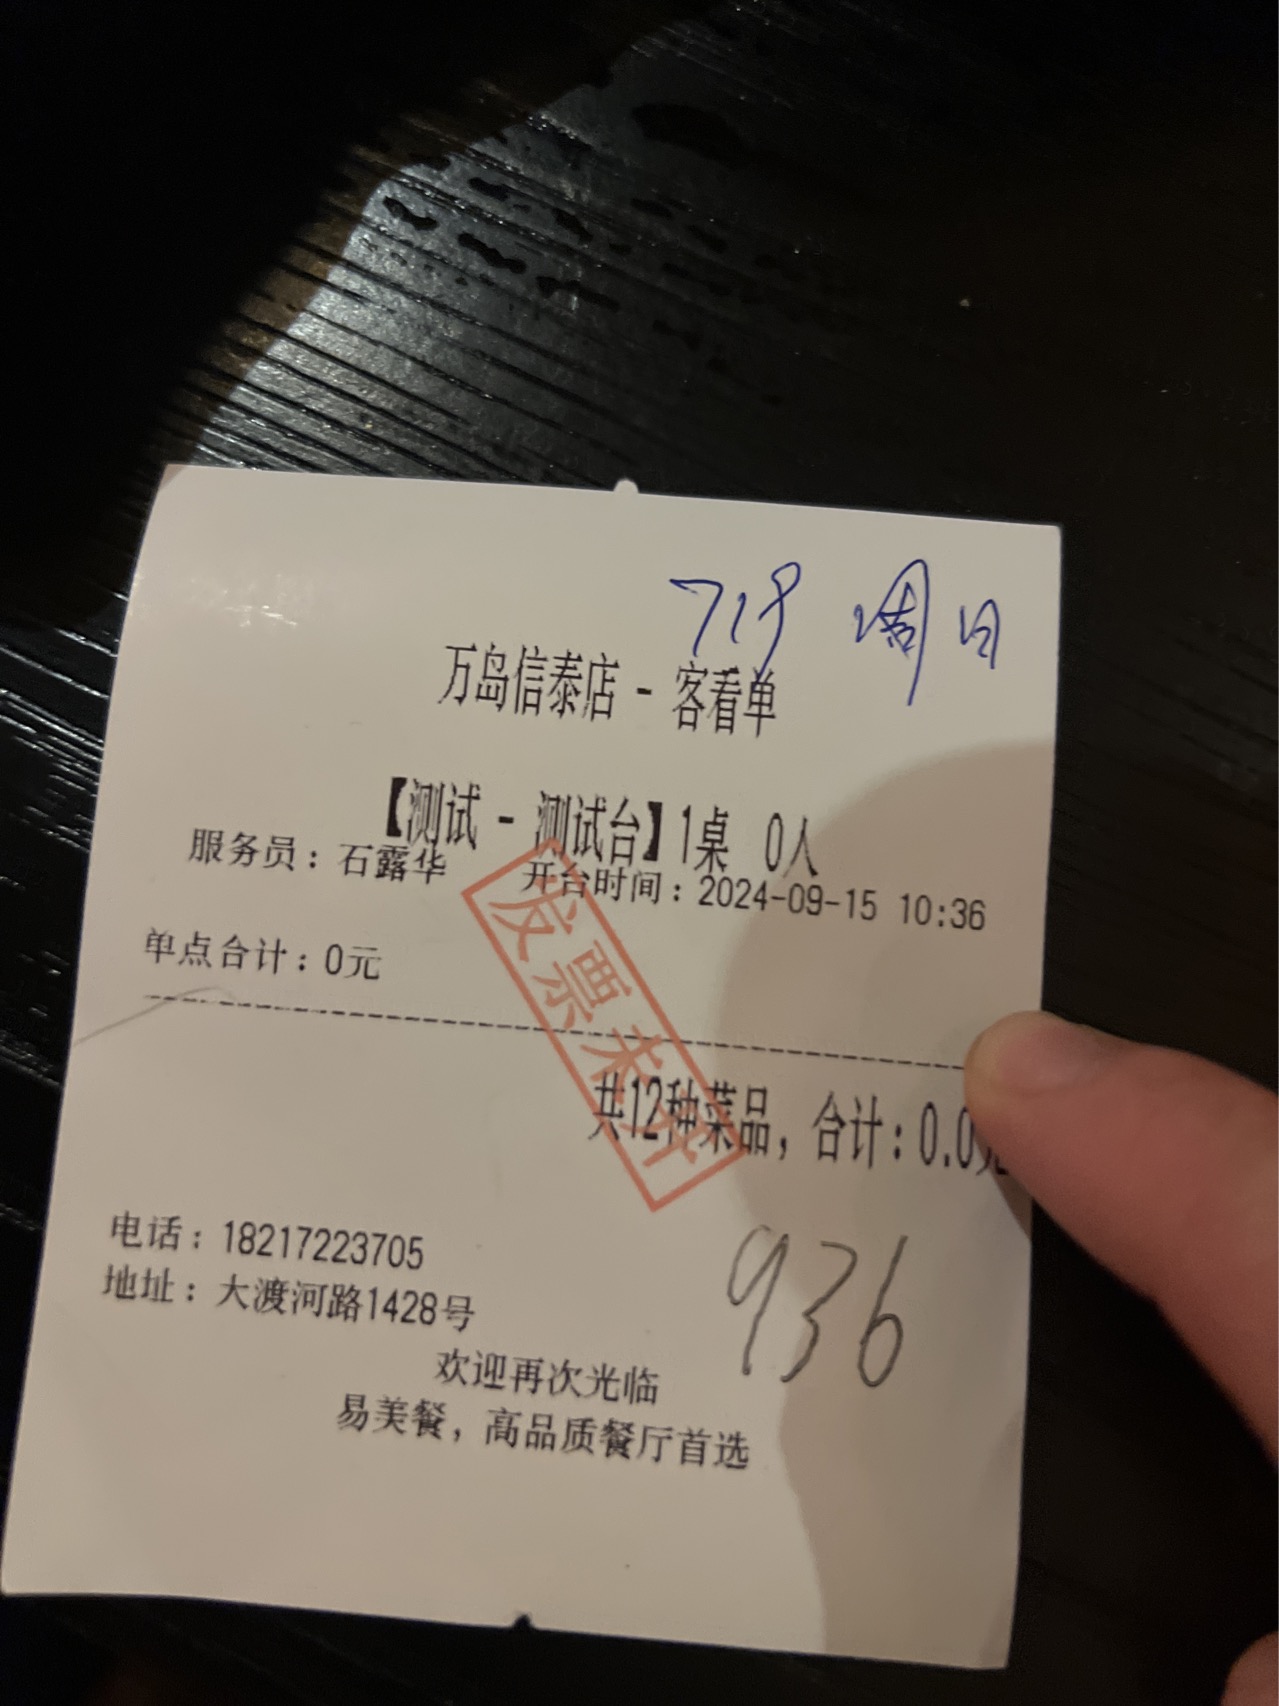 719 周日
万岛信泰店 - 客看单
【测试 - 测试台】1桌 0人
服务员：石露华 开台时间：2024-09-15 10:36
单点合计：0元
发票未开
共12种菜品，合计：0.0元
936
电话：18217223705
地址：大渡河路1428号
欢迎再次光临
易美餐，高品质餐厅首选